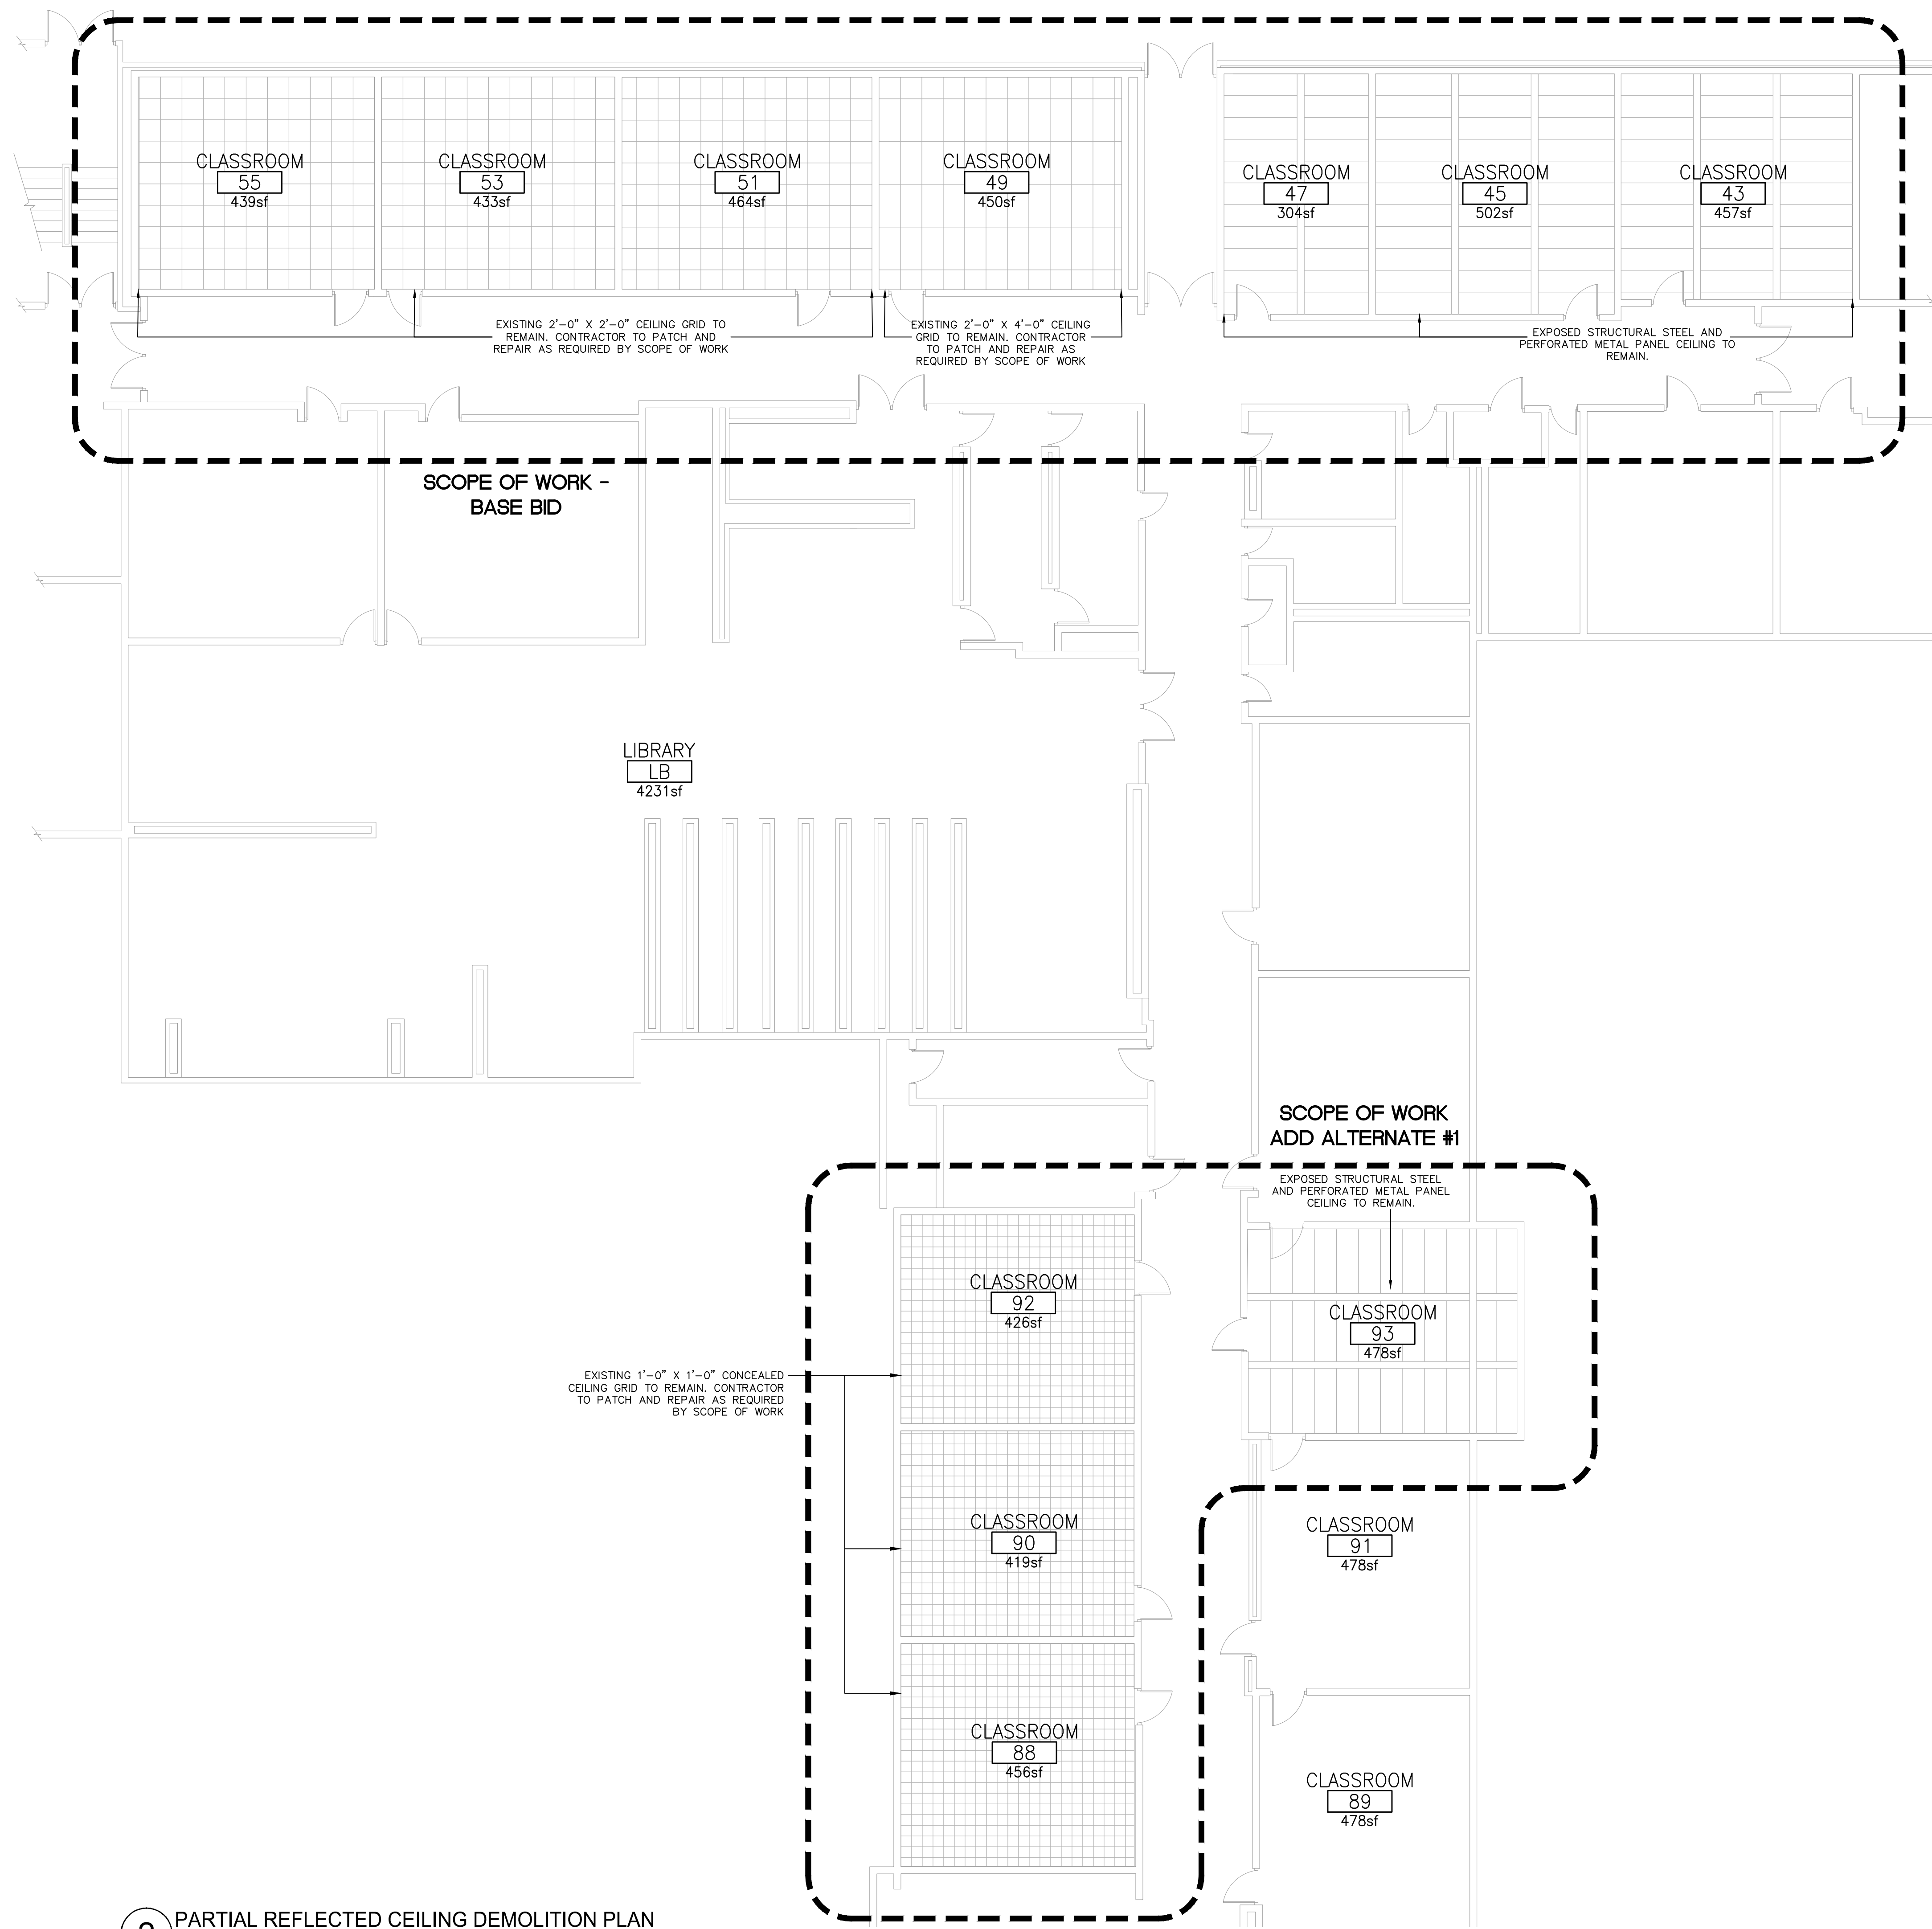 CLASSROOM
55
439sf
CLASSROOM
53
433sf
CLASSROOM
51
464sf
CLASSROOM
49
450sf
CLASSROOM
47
304sf
CLASSROOM
45
502sf
CLASSROOM
43
457sf
EXISTING 2'-0" X 2'-0" CEILING GRID TO
REMAIN. CONTRACTOR TO PATCH AND
REPAIR AS REQUIRED BY SCOPE OF WORK
EXISTING 2'-0" X 4'-0" CEILING
GRID TO REMAIN. CONTRACTOR
TO PATCH AND REPAIR AS
REQUIRED BY SCOPE OF WORK
EXPOSED STRUCTURAL STEEL AND
PERFORATED METAL PANEL CEILING TO
REMAIN.
SCOPE OF WORK -
BASE BID
LIBRARY
LB
4231sf
SCOPE OF WORK
ADD ALTERNATE #1
EXPOSED STRUCTURAL STEEL
AND PERFORATED METAL PANEL
CEILING TO REMAIN.
CLASSROOM
92
426sf
CLASSROOM
93
478sf
EXISTING 1'-0" X 1'-0" CONCEALED
CEILING GRID TO REMAIN. CONTRACTOR
TO PATCH AND REPAIR AS REQUIRED
BY SCOPE OF WORK
CLASSROOM
90
419sf
CLASSROOM
91
478sf
CLASSROOM
88
456sf
CLASSROOM
89
478sf
PARTIAL REFLECTED CEILING DEMOLITION PLAN